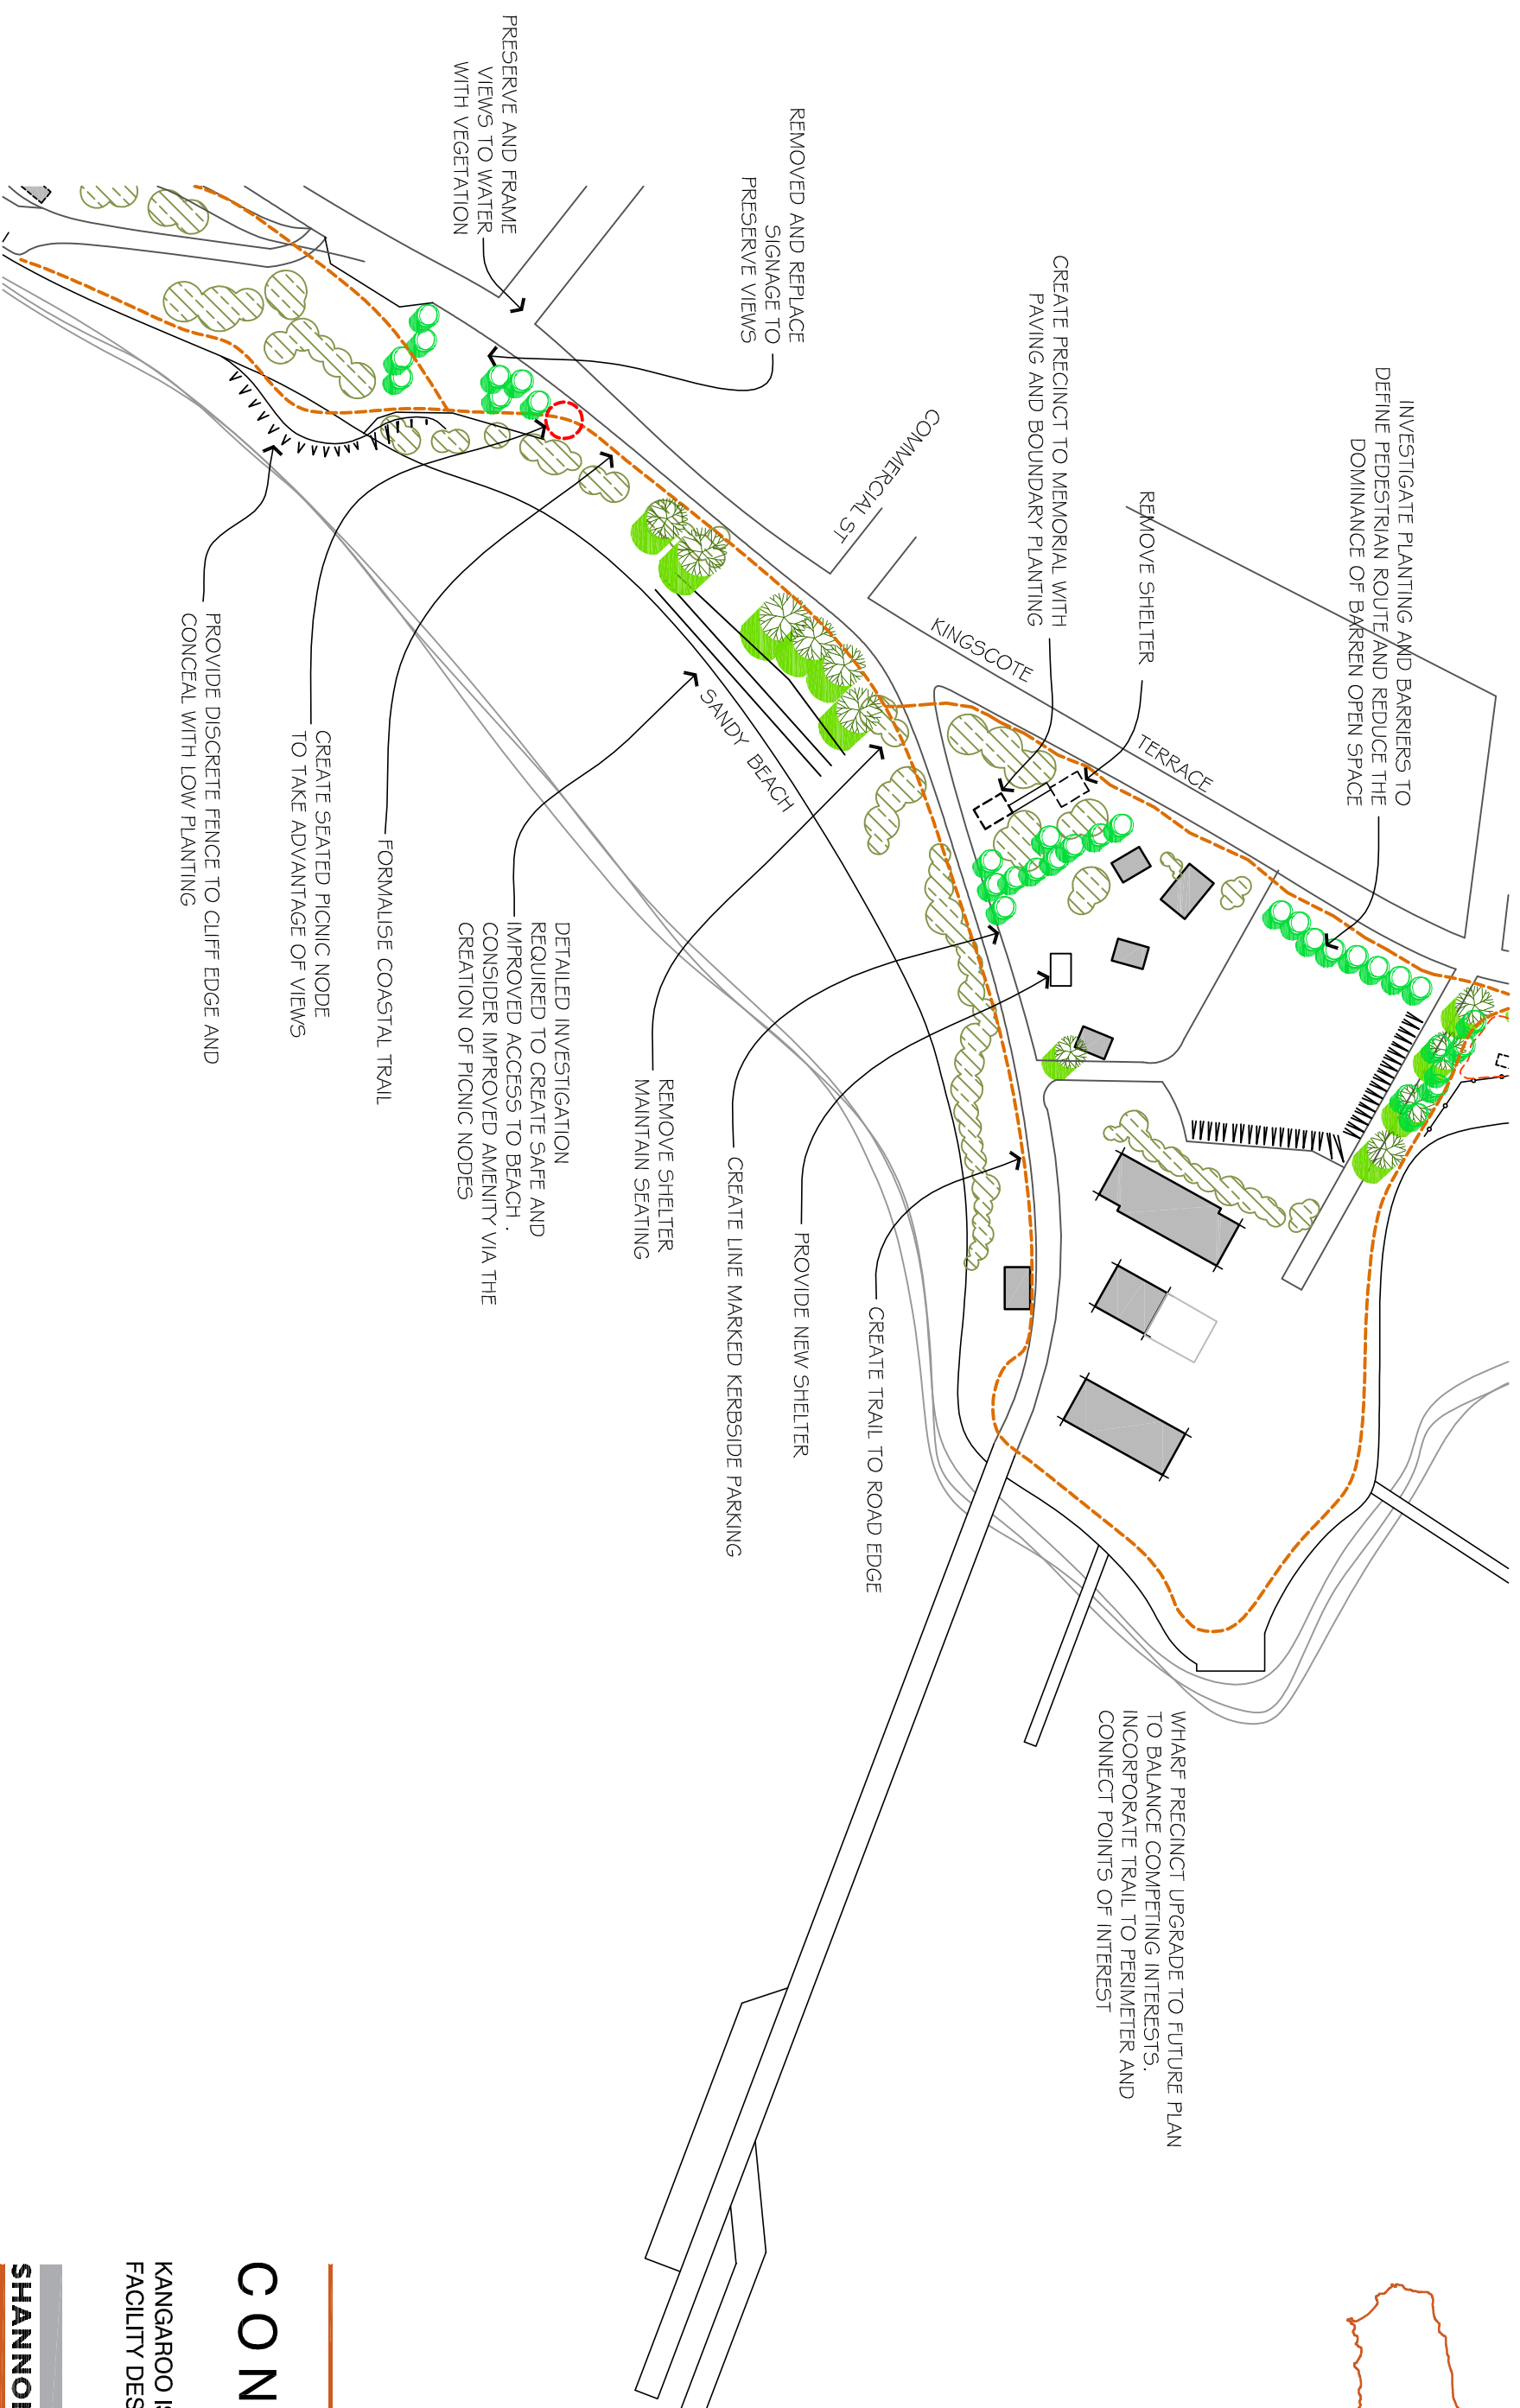 INVESTIGATE PLANTING AND BARRIERS TO
DEFINE PEDESTRIAN ROUTE AND REDUCE THE
DOMINANCE OF BARREN OPEN SPACE
REMOVE SHELTER
CREATE PRECINCT TO MEMORIAL WITH
PAVING AND BOUNDARY PLANTING
REMOVED AND REPLACE
SIGNAGE TO
PRESERVE VIEWS
PRESERVE AND FRAME
VIEWS TO WATER
WITH VEGETATION
COMMERCIAL ST
KINGSCOTE
TERRACE
SANDY BEACH
WHARF PRECINCT UPGRADE TO FUTURE PLAN
TO BALANCE COMPETING INTERESTS.
INCORPORATE TRAIL TO PERIMETER AND
CONNECT POINTS OF INTEREST
CREATE TRAIL TO ROAD EDGE
PROVIDE NEW SHELTER
CREATE LINE MARKED KERBSIDE PARKING
REMOVE SHELTER
MAINTAIN SEATING
DETAILED INVESTIGATION
REQUIRED TO CREATE SAFE AND
IMPROVED ACCESS TO BEACH .
CONSIDER IMPROVED AMENITY VIA THE
CREATION OF PICNIC NODES
FORMALISE COASTAL TRAIL
CREATE SEATED PICNIC NODE
TO TAKE ADVANTAGE OF VIEWS
PROVIDE DISCRETE FENCE TO CLIFF EDGE AND
CONCEAL WITH LOW PLANTING
CON
KANGAROO
FACILITY DES
SHANNO